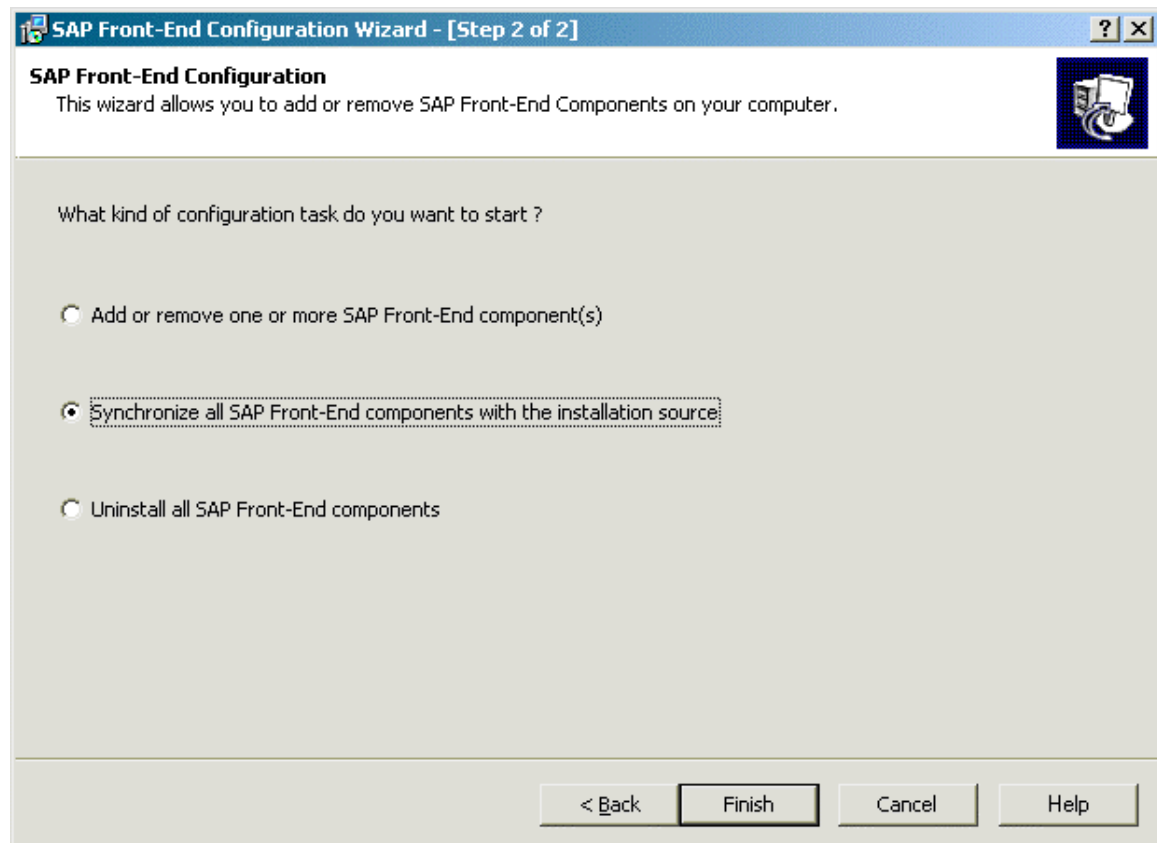 SAP Front-End Configuration Wizard - [Step 2 of 2]
SAP Front-End Configuration
This wizard allows you to add or remove SAP Front-End Components on your computer.
What kind of configuration task do you want to start ?
Add or remove one or more SAP Front-End component(s)
Synchronize all SAP Front-End components with the installation source
Uninstall all SAP Front-End components
< Back Finish Cancel Help